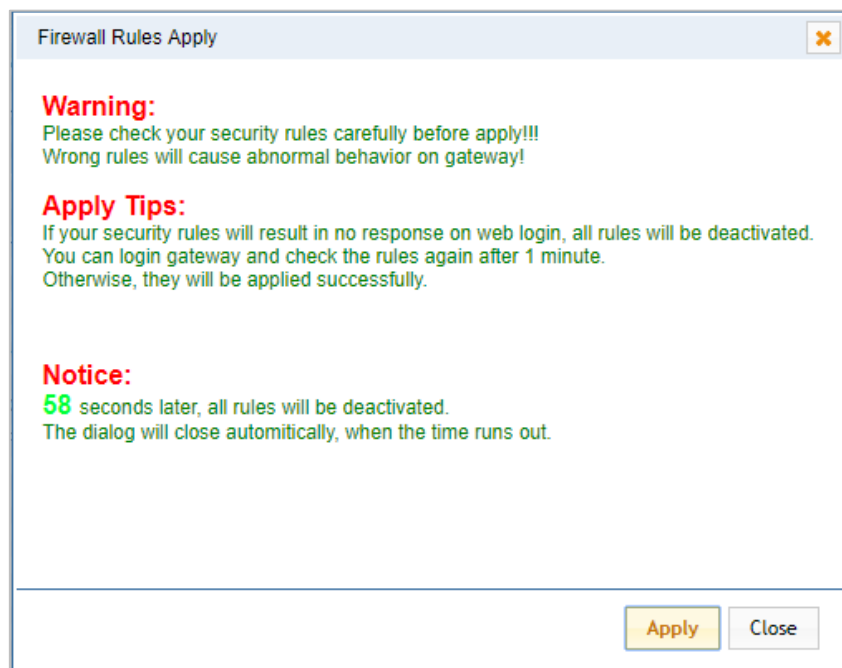 Firewall Rules Apply
Warning:
Please check your security rules carefully before apply!!!
Wrong rules will cause abnormal behavior on gateway!
Apply Tips:
If your security rules will result in no response on web login, all rules will be deactivated.
You can login gateway and check the rules again after 1 minute.
Otherwise, they will be applied successfully.
Notice:
58 seconds later, all rules will be deactivated.
The dialog will close automitically, when the time runs out.
Apply Close